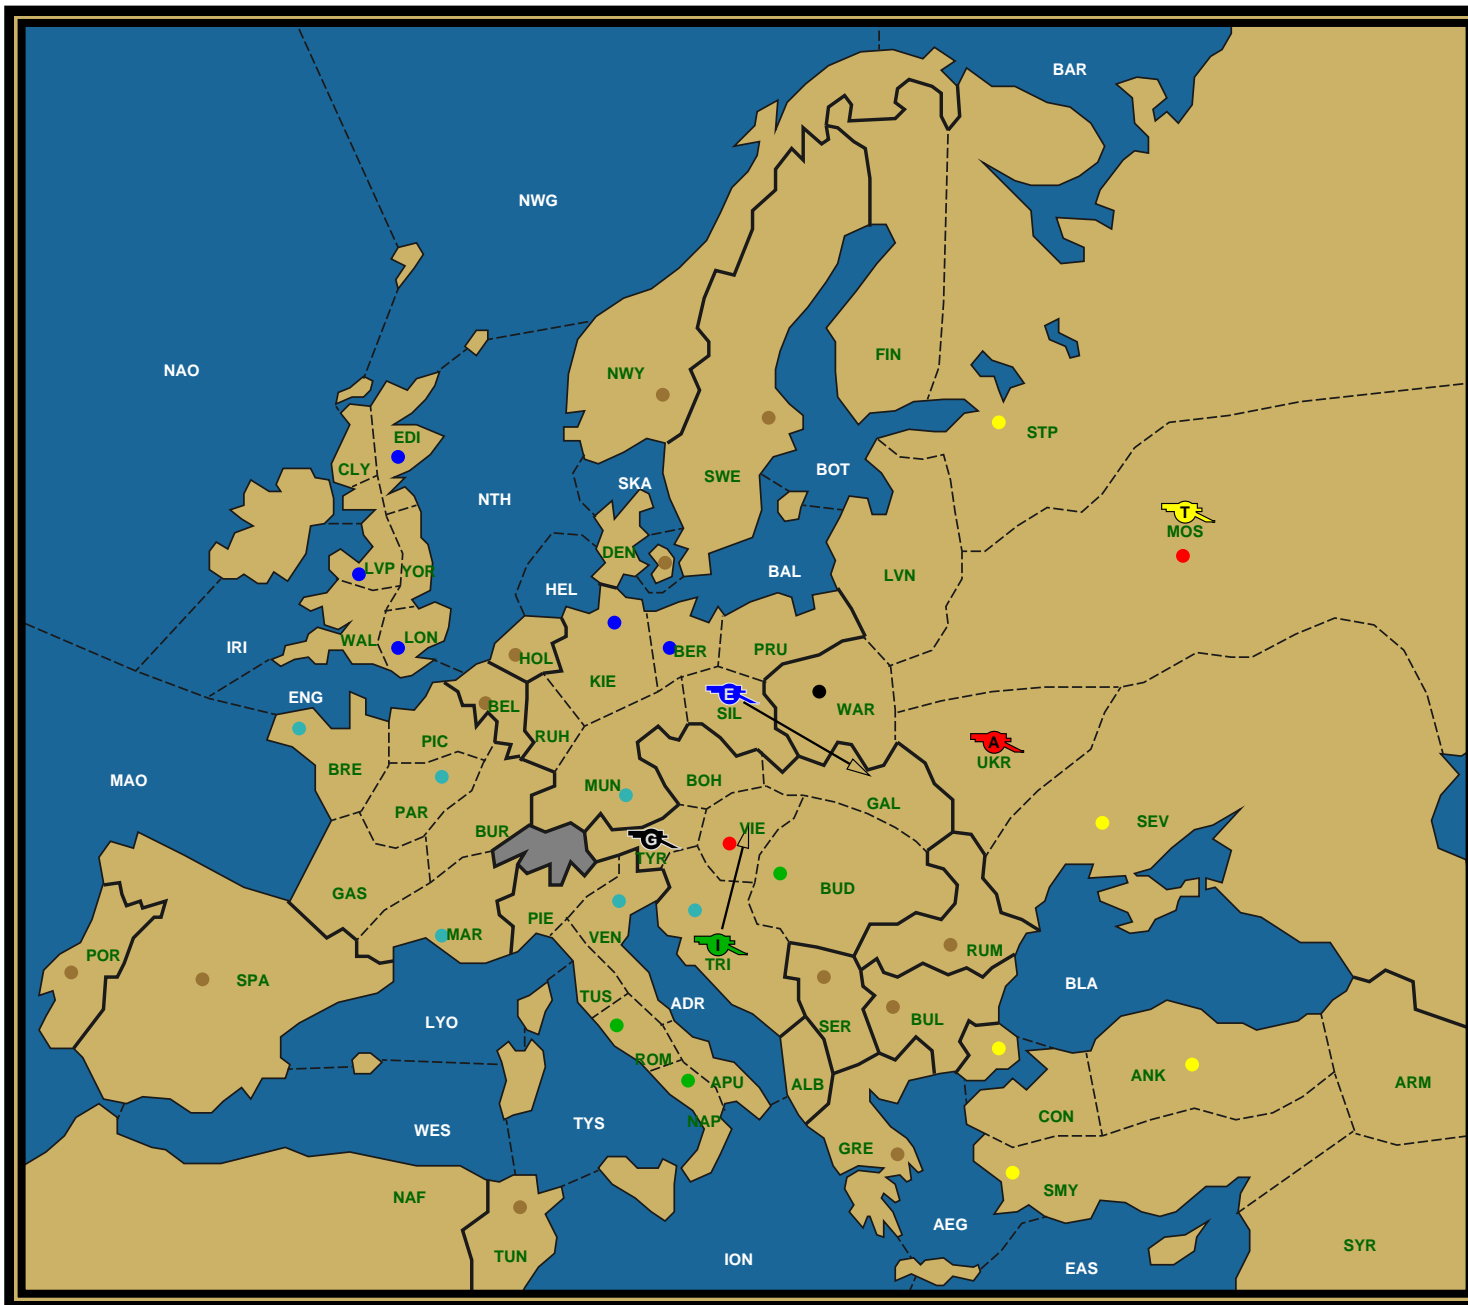 BAR
NWG
NAO
FIN
NWY
STP
EDI
CLY
SWE
BOT
SKA
NTH
T
MOS
DEN
LVP
YOR
BAL
LVN
HEL
IRI
WAL
LON
HOL
BER
PRU
KIE
ENG
E
SIL
BEL
WAR
RUH
PIC
A
UKR
BRE
MAO
MUN
BOH
GAL
PAR
BUR
VIE
SEV
G
TYR
BUD
GAS
PIE
VEN
MAR
I
TRI
RUM
POR
SPA
BLA
TUS
ADR
LYO
SER
BUL
ROM
APU
ALB
ANK
ARM
NAP
CON
TYS
WES
GRE
SMY
NAF
AEG
SYR
TUN
ION
EAS